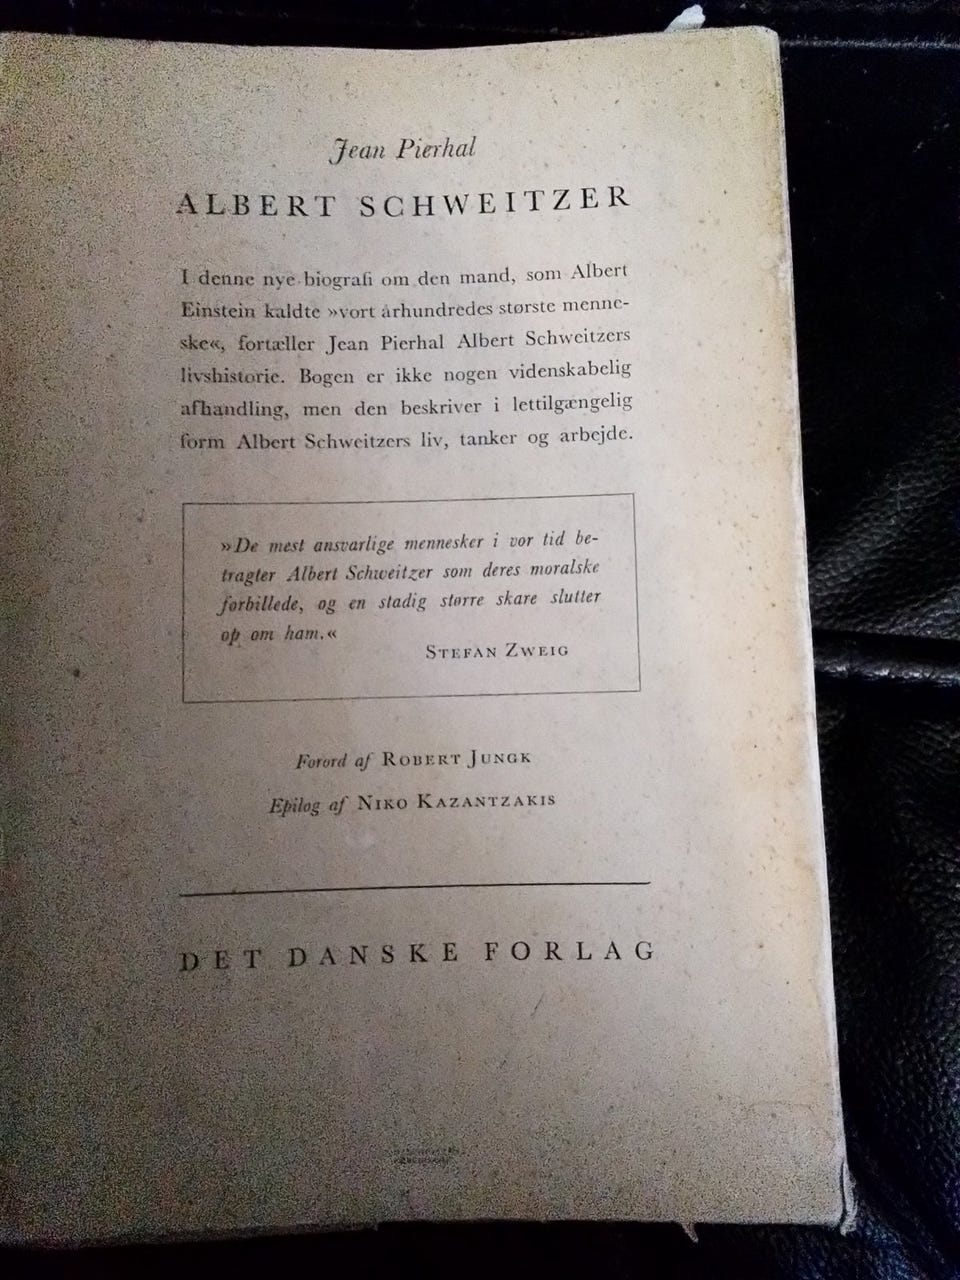 Jean Pierhal
ALBERT SCHWEITZER
I denne nye biografi om den mand, som Albert
Einstein kaldte »vort århundredes største menne-
ske«, fortæller Jean Pierhal Albert Schweitzers
livshistorie. Bogen er ikke nogen videnskabelig
afhandling, men den beskriver i lettilgængelig
form Albert Schweitzers liv, tanker og arbejde.
»De mest ansvarlige mennesker i vor tid be-
tragter Albert Schweitzer som deres moralske
forbillede, og en stadig større skare slutter
op om ham.«
STEFAN ZWEIG
Forord af ROBERT JUNGK
Epilog af NIKO KAZANTZAKIS
DET DANSKE FORLAG